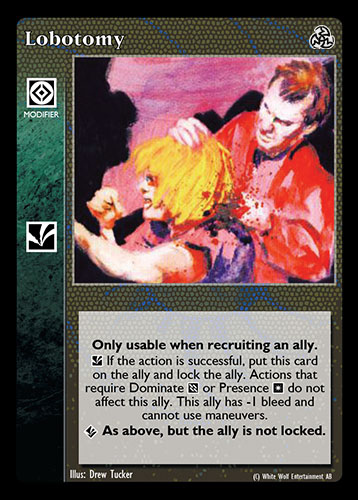 Lobotomy
MODIFIER
Only usable when recruiting an ally.
If the action is successful, put this card
on the ally and lock the ally. Actions that
require Dominate or Presence do not
affect this ally. This ally has -1 bleed and
cannot use maneuvers.
As above, but the ally is not locked.
Illus: Drew Tucker
(C) White Wolf Entertainment AB